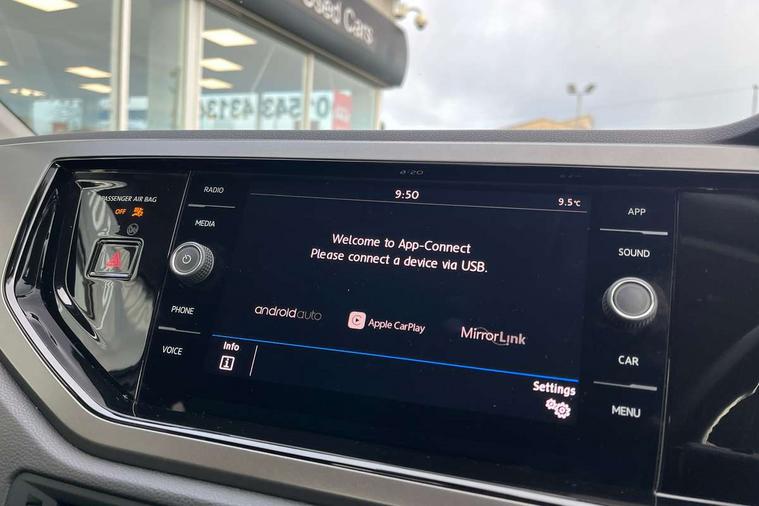 Used Cars
PASSENGER AIR BAG
OFF
RADIO
MEDIA
PHONE
VOICE
9:50
9.5°C
Welcome to App-Connect
Please connect a device via USB.
androidauto
Apple CarPlay
MirrorLink
Info
i
Settings
APP
SOUND
CAR
MENU